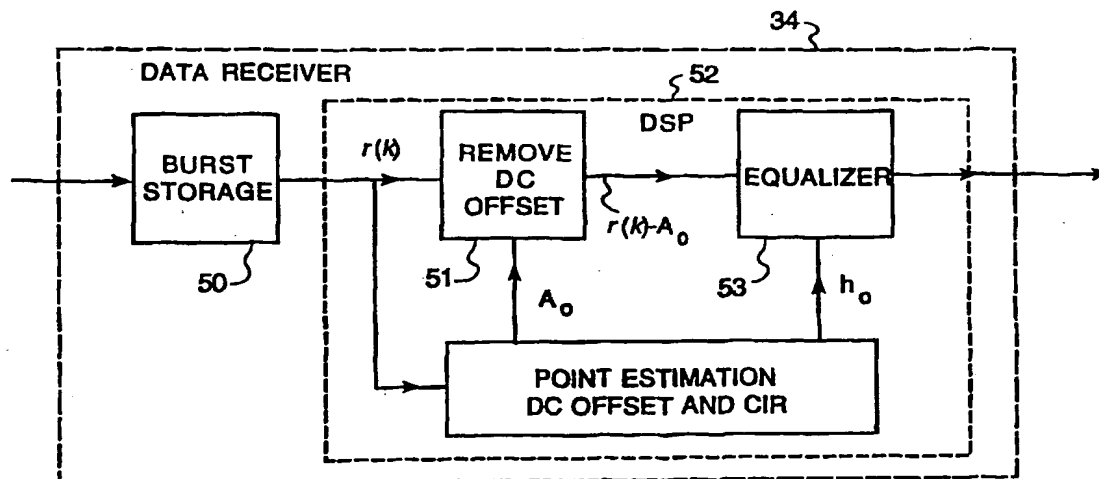 34
DATA RECEIVER
52
DSP
BURST
STORAGE
50
r(k)
REMOVE
DC
OFFSET
51
r(k)-A₀
EQUALIZER
53
A₀
h₀
POINT ESTIMATION
DC OFFSET AND CIR